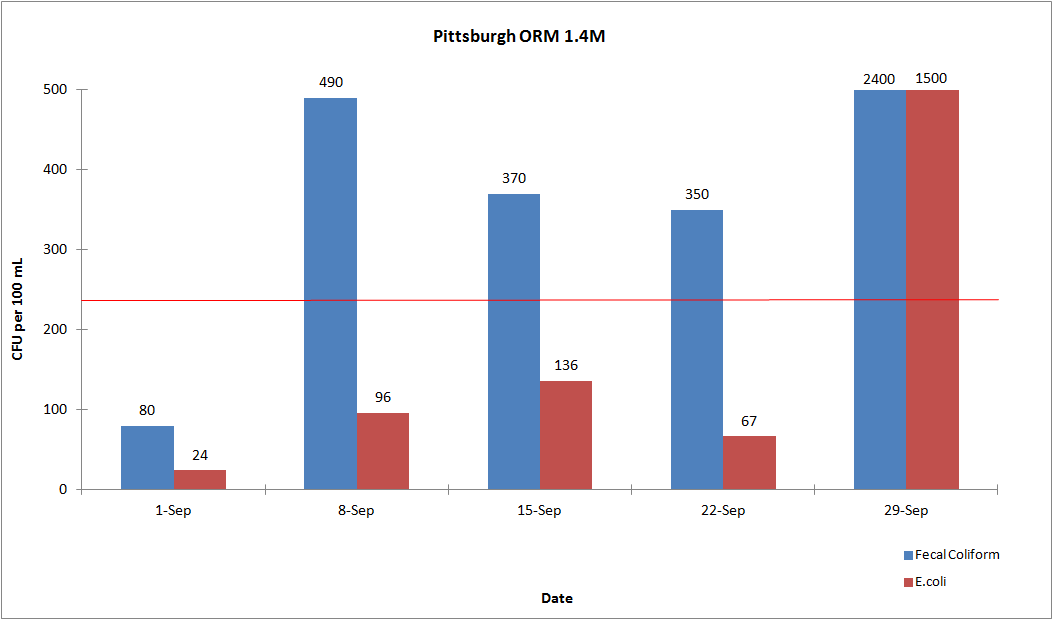 Pittsburgh ORM 1.4M
CFU per 100 mL
500
400
300
200
100
0
80
24
490
96
370
136
350
67
2400
1500
1-Sep
8-Sep
15-Sep
22-Sep
29-Sep
Fecal Coliform
E.coli
Date